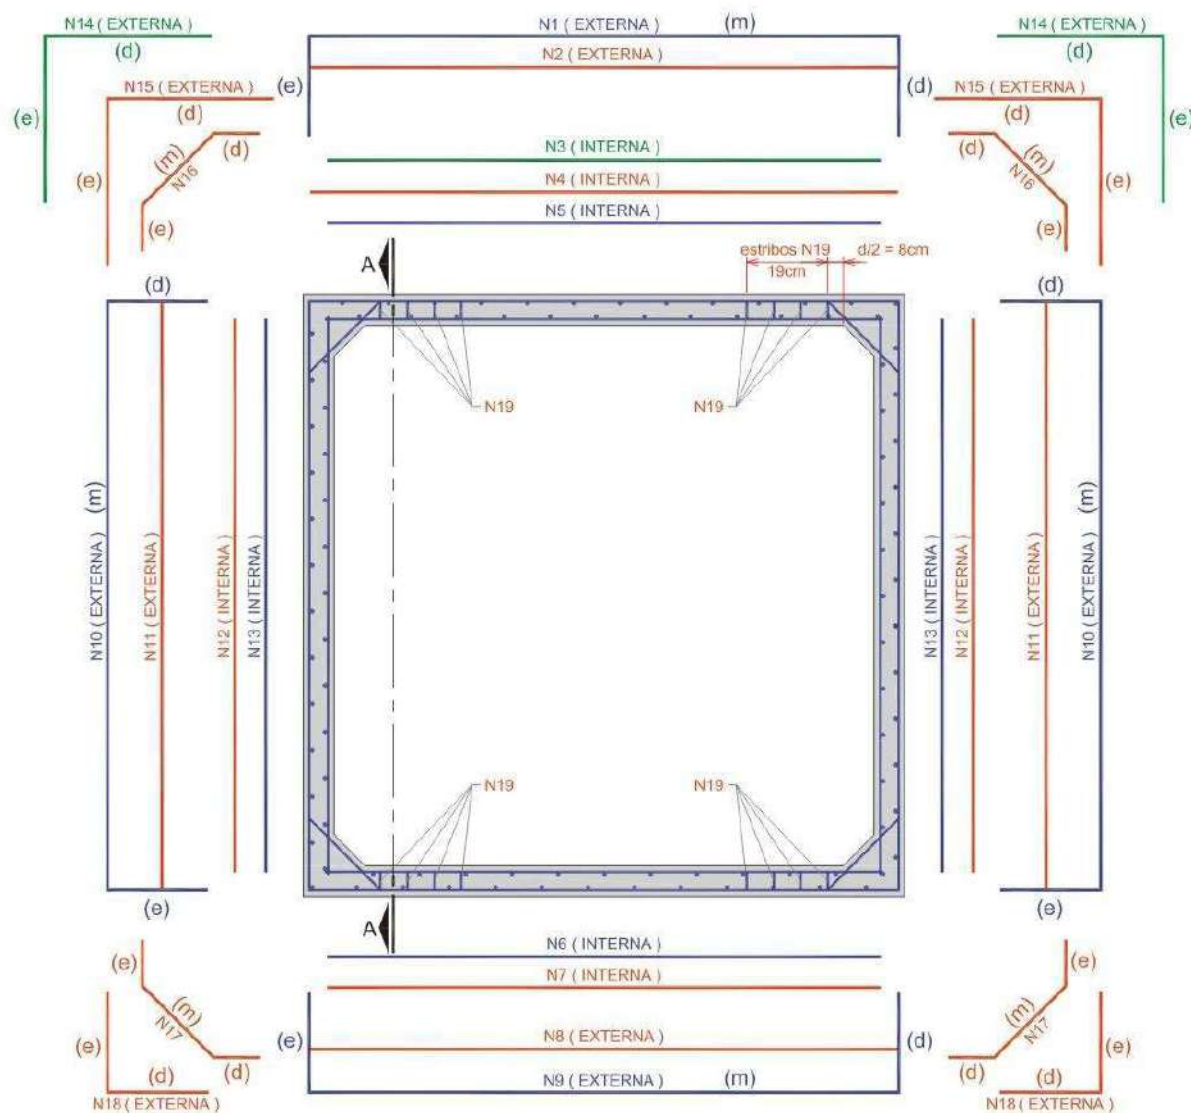 N14 ( EXTERNA )
(d)
(e)
N15 ( EXTERNA )
(d)
(e)
(m)
N16
(d)
(e)
N1 ( EXTERNA ) (m)
N2 ( EXTERNA )
(e)
(d)
N3 ( INTERNA )
N4 ( INTERNA )
N5 ( INTERNA )
N14 ( EXTERNA )
(d)
(e)
N15 ( EXTERNA )
(d)
(e)
(m)
N16
(d)
(e)
A
estribos N19
19cm
d/2 = 8cm
N19
N19
(d)
N10 ( EXTERNA ) (m)
N11 ( EXTERNA )
N12 ( INTERNA )
N13 ( INTERNA )
(e)
(d)
N13 ( INTERNA )
N12 ( INTERNA )
N11 ( EXTERNA )
N10 ( EXTERNA ) (m)
(e)
N19
N19
A
N6 ( INTERNA )
N7 ( INTERNA )
(e)
N8 ( EXTERNA )
(d)
N9 ( EXTERNA ) (m)
(e)
(m)
N17
(d)
(e)
(d)
N18 ( EXTERNA )
(e)
(m)
N17
(d)
(e)
(d)
N18 ( EXTERNA )